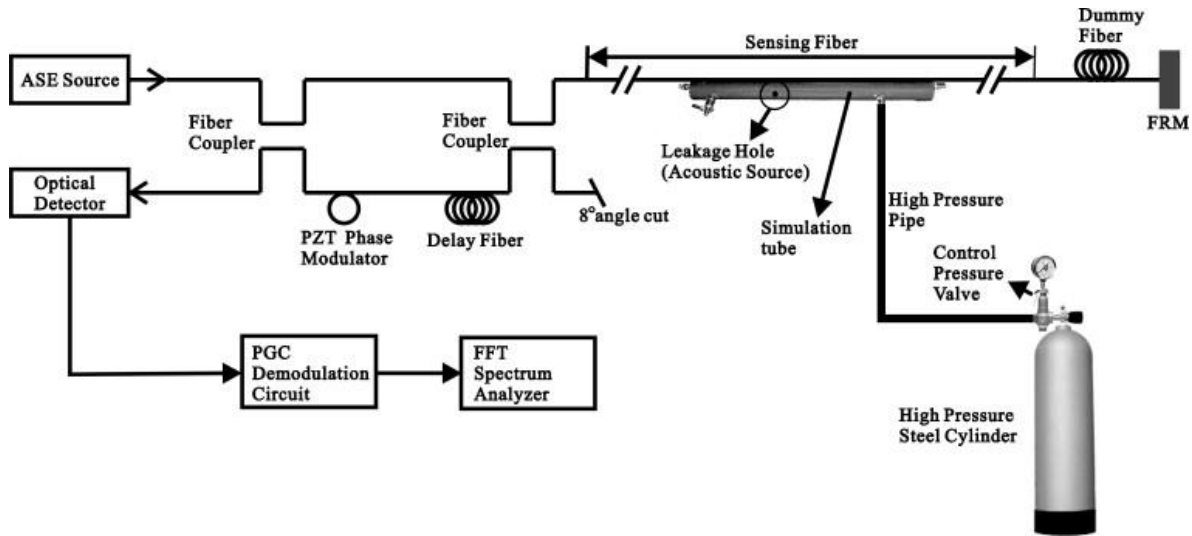 Dummy
Fiber
Sensing Fiber
ASE Source
FRM
Fiber
Coupler
Fiber
Coupler
Leakage Hole
(Acoustic Source)
Optical
Detector
8°angle cut
High Pressure
Pipe
PZT Phase
Modulator
Delay Fiber
Simulation
tube
Control
Pressure
Valve
PGC
Demodulation
Circuit
FFT
Spectrum
Analyzer
High Pressure
Steel Cylinder